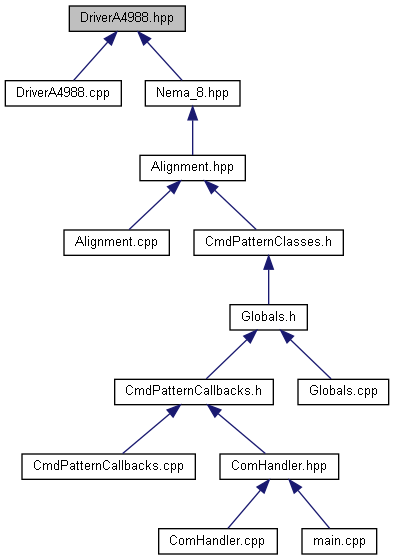 DriverA4988.hpp
DriverA4988.cpp
Nema_8.hpp
Alignment.hpp
Alignment.cpp
CmdPatternClasses.h
Globals.h
CmdPatternCallbacks.h
Globals.cpp
CmdPatternCallbacks.cpp
ComHandler.hpp
ComHandler.cpp
main.cpp